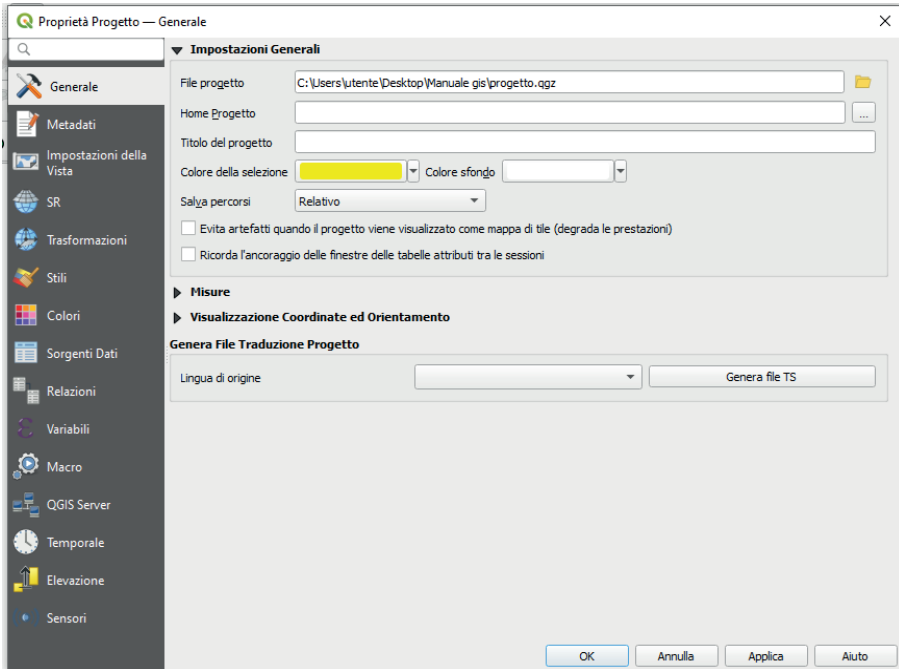 Proprietà Progetto — Generale
Generale
Metadati
Impostazioni della
Vista
SR
Trasformazioni
Stili
Colori
Sorgenti Dati
Relazioni
Variabili
Macro
QGIS Server
Temporale
Elevazione
Sensori
Impostazioni Generali
File progetto C:\Users\utente\Desktop\Manuale gis\progetto.qgz
Home Progetto ...
Titolo del progetto
Colore della selezione Colore sfondo
Salva percorsi Relativo
Evita artefatti quando il progetto viene visualizzato come mappa di tile (degrada le prestazioni)
Ricorda l'ancoraggio delle finestre delle tabelle attributi tra le sessioni
Misure
Visualizzazione Coordinate ed Orientamento
Genera File Traduzione Progetto
Lingua di origine Genera file TS
OK Annulla Applica Aiuto